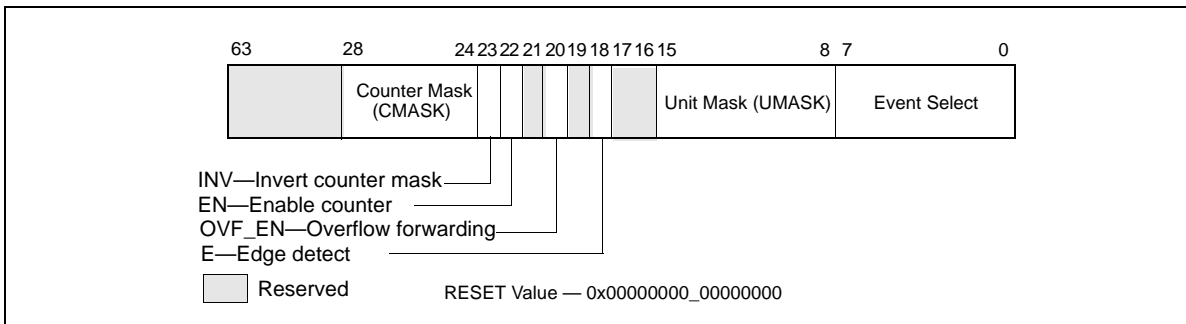 63 28 24 23 22 21 20 19 18 17 16 15 8 7 0
Counter Mask
(CMASK)
Unit Mask (UMASK)
Event Select
INV—Invert counter mask
EN—Enable counter
OVF_EN—Overflow forwarding
E—Edge detect
Reserved
RESET Value — 0x00000000_00000000